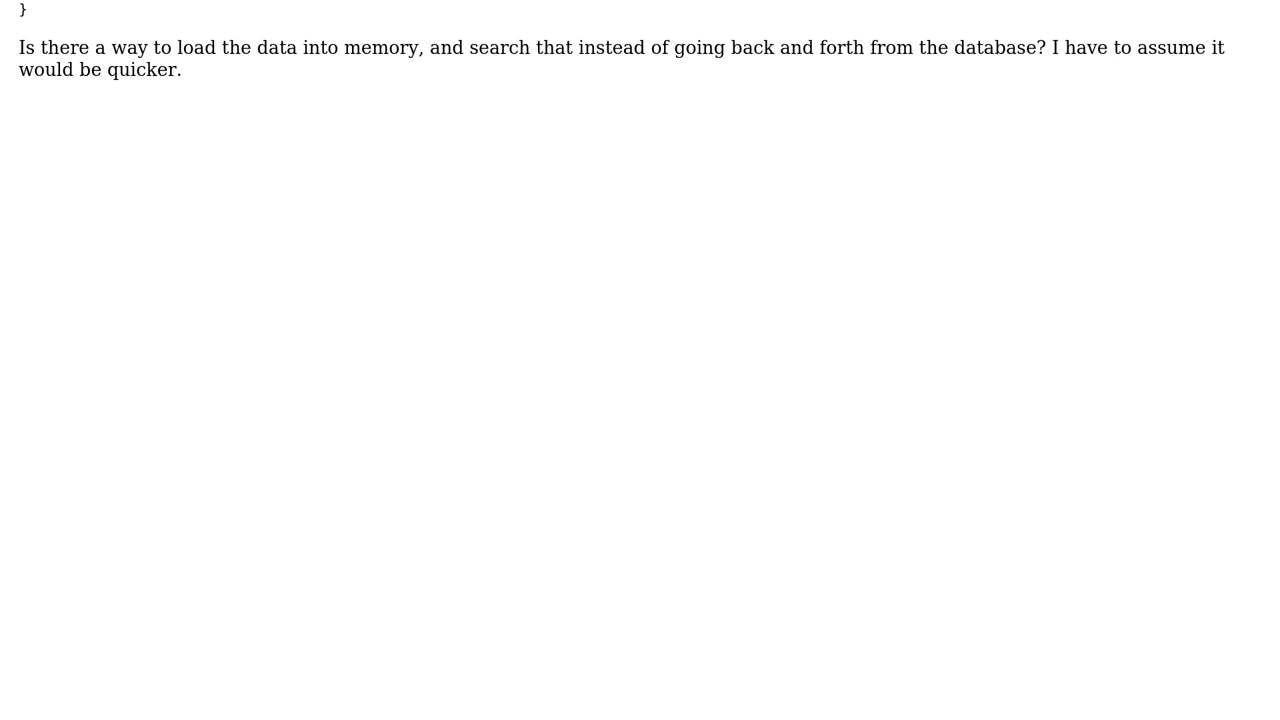 }
Is there a way to load the data into memory, and search that instead of going back and forth from the database? I have to assume it
would be quicker.